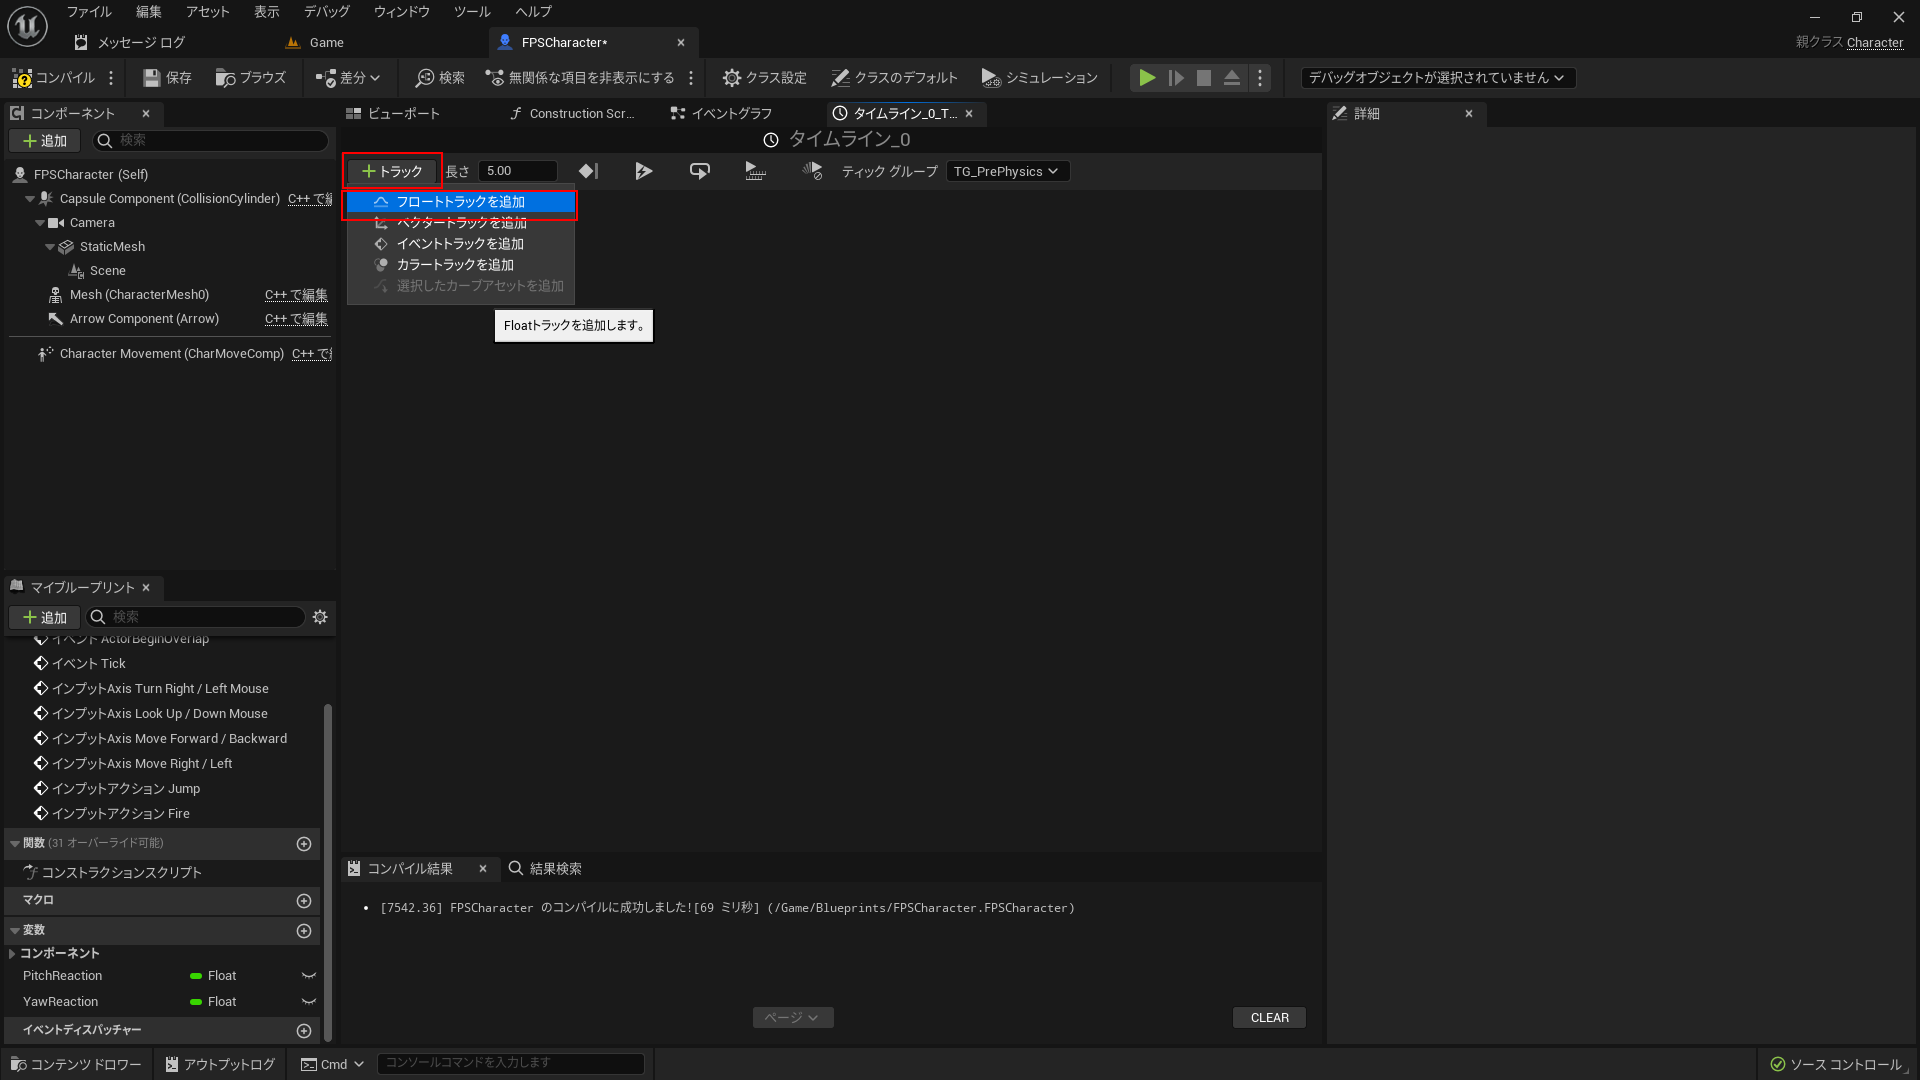 ファイル 編集 アセット 表示 デバッグ ウィンドウ ツール ヘルプ
メッセージ ログ Game FPSCharacter*
親クラス Character
コンパイル 保存 ブラウズ 差分 検索 無関係な項目を非表示にする クラス設定 クラスのデフォルト シミュレーション デバッグオブジェクトが選択されていません
コンポーネント
追加 検索
FPSCharacter (Self)
Capsule Component (CollisionCylinder) C++ で編
Camera
StaticMesh
Scene
Mesh (CharacterMesh0) C++ で編集
Arrow Component (Arrow) C++ で編集
Character Movement (CharMoveComp) C++ で
ビューポート Construction Scr... イベントグラフ タイムライン_0_T...
タイムライン_0
トラック 長さ 5.00 ティック グループ TG_PrePhysics
フロートトラックを追加
ベクタートラックを追加
イベントトラックを追加
カラートラックを追加
選択したカーブアセットを追加
Floatトラックを追加します。
詳細
マイブループリント
追加 検索
イベント ActorBeginOverlap
イベント Tick
インプットAxis Turn Right / Left Mouse
インプットAxis Look Up / Down Mouse
インプットAxis Move Forward / Backward
インプットAxis Move Right / Left
インプットアクション Jump
インプットアクション Fire
関数 (31 オーバーライド可能)
コンストラクションスクリプト
マクロ
変数
コンポーネント
PitchReaction Float
YawReaction Float
イベントディスパッチャー
コンパイル結果 結果検索
[7542.36] FPSCharacter のコンパイルに成功しました![69 ミリ秒] (/Game/Blueprints/FPSCharacter.FPSCharacter)
ページ CLEAR
コンテンツ ドロワー アウトプットログ Cmd コンソールコマンドを入力します ソース コントロール